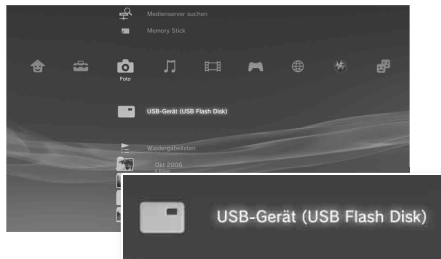 Medienserver suchen
Memory Stick
Foto
USB-Gerät (USB Flash Disk)
Wiedergabelisten
Okt 2006
USB-Gerät (USB Flash Disk)